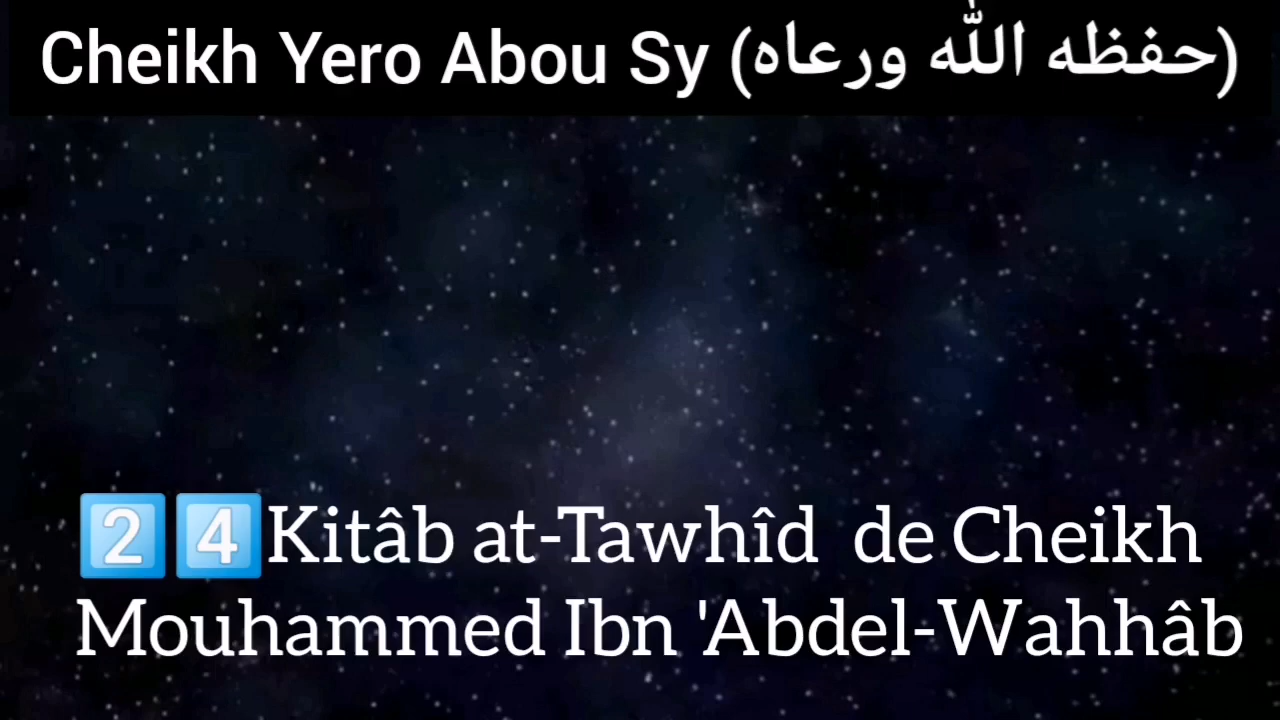 Cheikh Yero Abou Sy (حفظه الله ورعاه)
2️⃣4️⃣Kitâb at-Tawhîd de Cheikh
Mouhammed Ibn 'Abdel-Wahhâb